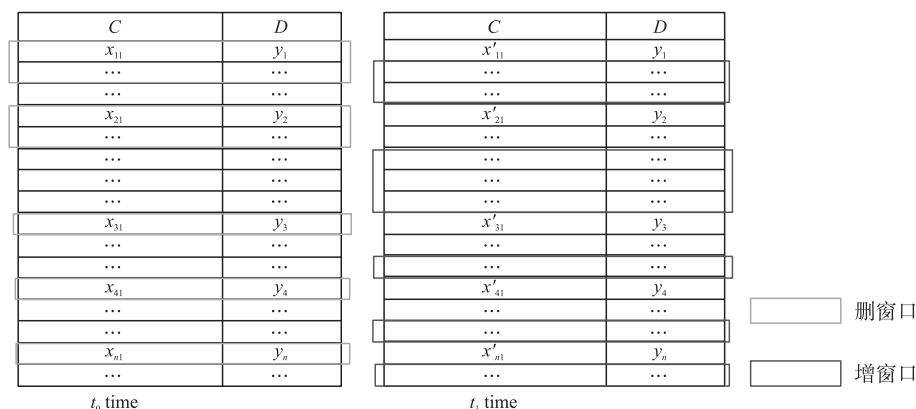 C D
x₁₁ y₁
... ...
... ...
x₂₁ y₂
... ...
... ...
... ...
... ...
x₃₁ y₃
... ...
... ...
x₄₁ y₄
... ...
... ...
xₙ₁ yₙ
... ...
t₀ time
C D
x′₁₁ y₁
... ...
... ...
x′₂₁ y₂
... ...
... ...
... ...
... ...
x′₃₁ y₃
... ...
... ...
x′₄₁ y₄
... ...
... ...
x′ₙ₁ yₙ
... ...
t₁ time
删窗口
增窗口